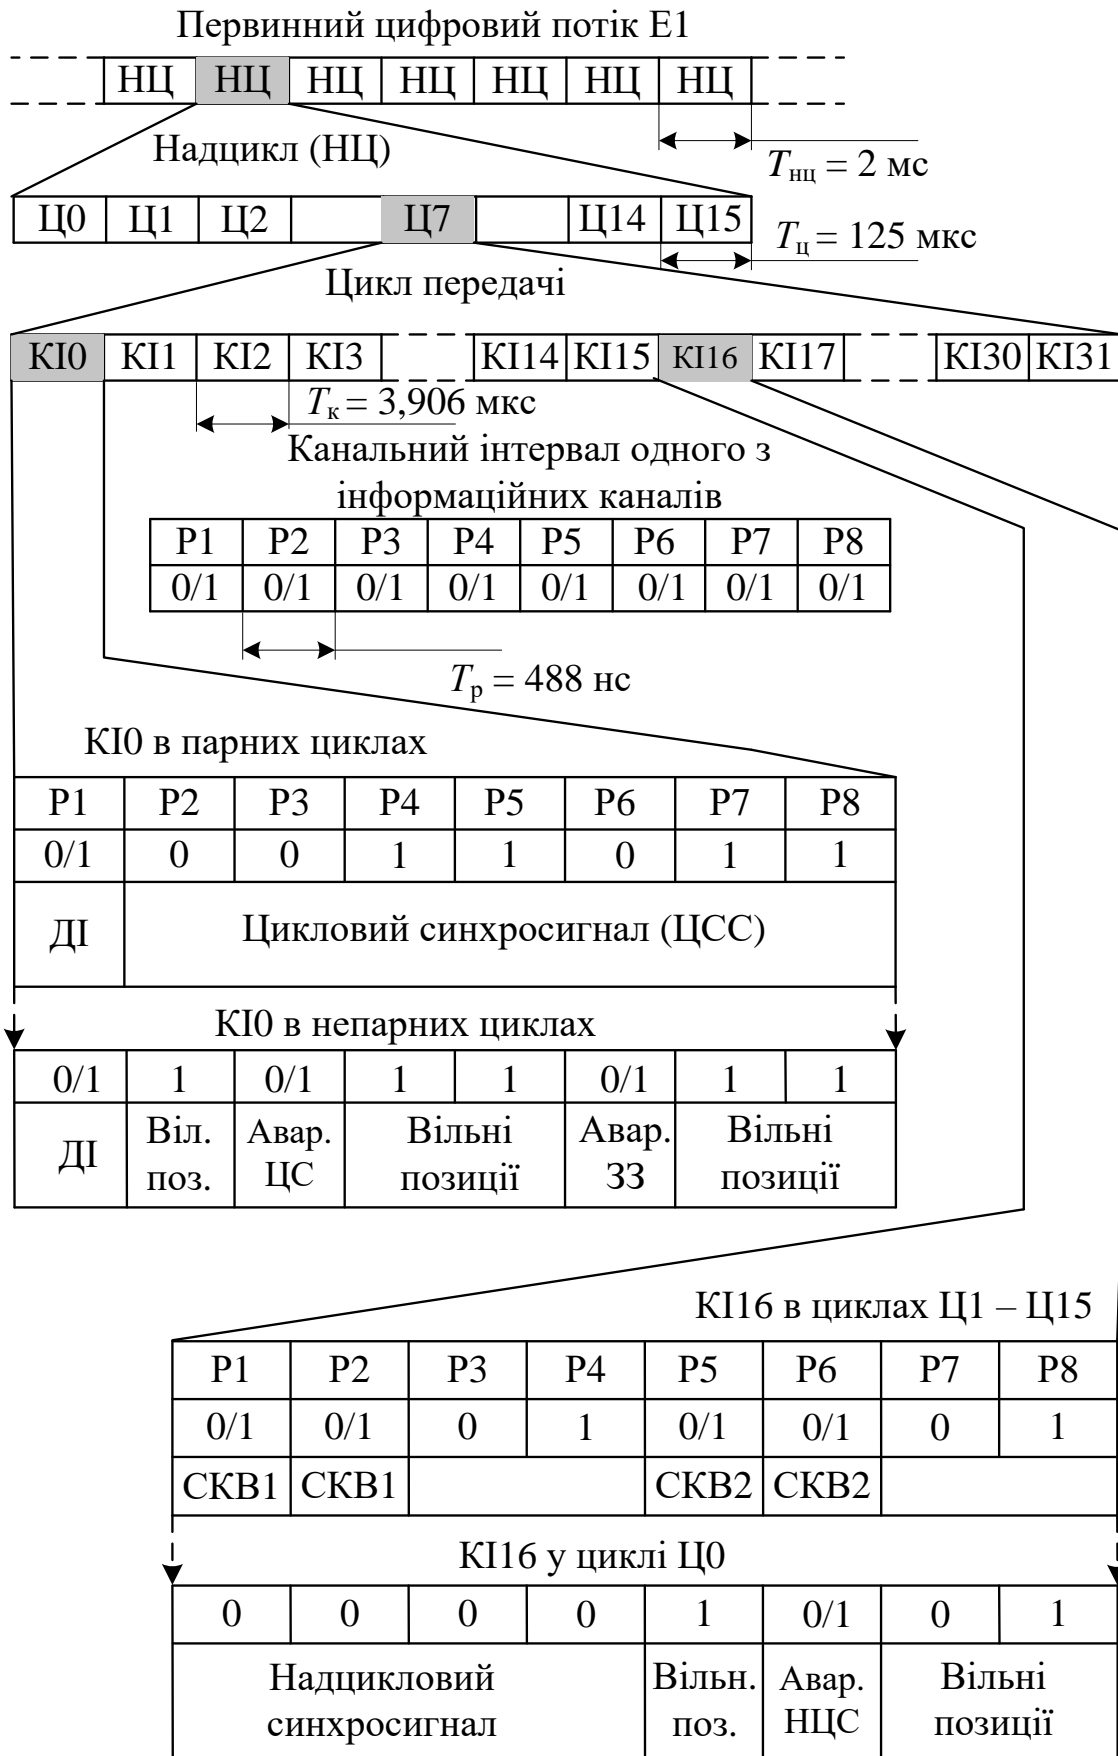 Первинний цифровий потік Е1
НЦ НЦ НЦ НЦ НЦ НЦ НЦ
Надцикл (НЦ)
Tнц = 2 мс
Ц0 Ц1 Ц2 Ц7 Ц14 Ц15
Tц = 125 мкс
Цикл передачі
КІ0 КІ1 КІ2 КІ3 КІ14 КІ15 КІ16 КІ17 КІ30 КІ31
Tк = 3,906 мкс
Канальний інтервал одного з
інформаційних каналів
Р1 Р2 Р3 Р4 Р5 Р6 Р7 Р8
0/1 0/1 0/1 0/1 0/1 0/1 0/1 0/1
Tр = 488 нс
КІ0 в парних циклах
Р1 Р2 Р3 Р4 Р5 Р6 Р7 Р8
0/1 0 0 1 1 0 1 1
ДІ Цикловий синхросигнал (ЦСС)
КІ0 в непарних циклах
0/1 1 0/1 1 1 0/1 1 1
ДІ Віл. Авар. Вільні Авар. Вільні
поз. ЦС позиції ЗЗ позиції
КІ16 в циклах Ц1 – Ц15
Р1 Р2 Р3 Р4 Р5 Р6 Р7 Р8
0/1 0/1 0 1 0/1 0/1 0 1
СКВ1 СКВ1 СКВ2 СКВ2
КІ16 у циклі Ц0
0 0 0 0 1 0/1 0 1
Надцикловий Вільн. Авар. Вільні
синхросигнал поз. НЦС позиції